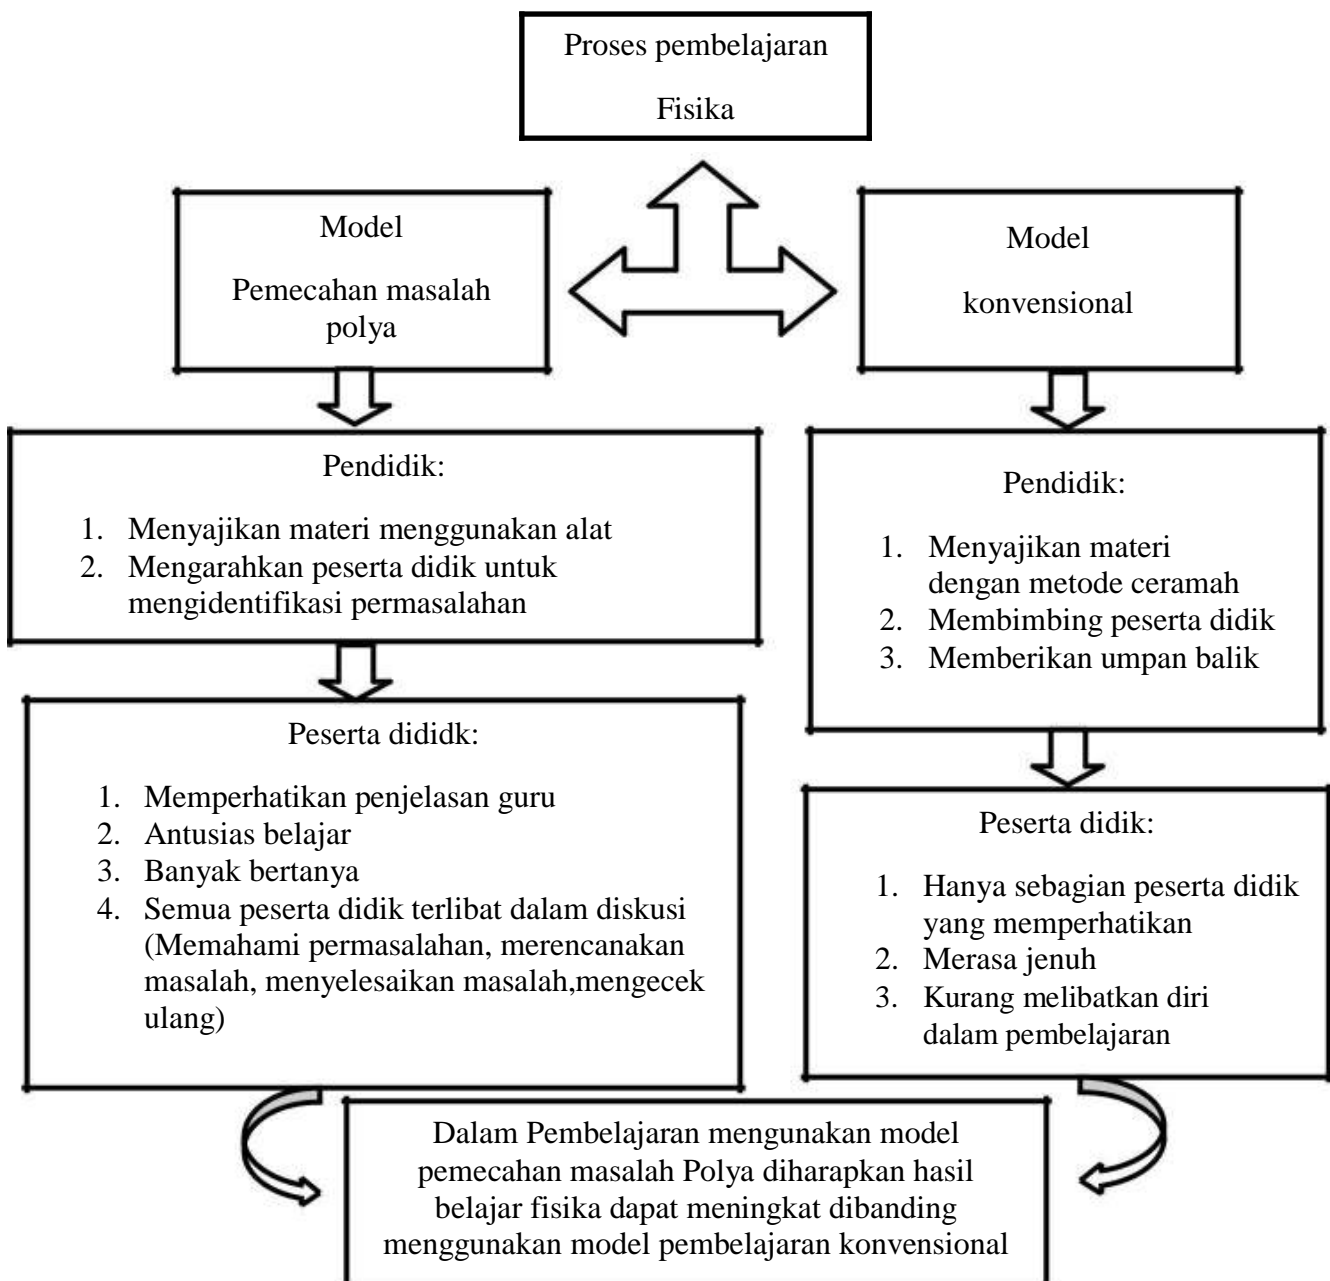 Proses pembelajaran
Fisika
Model
Pemecahan masalah
polya
Model
konvensional
Pendidik:
1. Menyajikan materi menggunakan alat
2. Mengarahkan peserta didik untuk
mengidentifikasi permasalahan
Pendidik:
1. Menyajikan materi
dengan metode ceramah
2. Membimbing peserta didik
3. Memberikan umpan balik
Peserta dididk:
1. Memperhatikan penjelasan guru
2. Antusias belajar
3. Banyak bertanya
4. Semua peserta didik terlibat dalam diskusi
(Memahami permasalahan, merencanakan
masalah, menyelesaikan masalah,mengecek
ulang)
Peserta didik:
1. Hanya sebagian peserta didik
yang memperhatikan
2. Merasa jenuh
3. Kurang melibatkan diri
dalam pembelajaran
Dalam Pembelajaran mengunakan model
pemecahan masalah Polya diharapkan hasil
belajar fisika dapat meningkat dibanding
menggunakan model pembelajaran konvensional